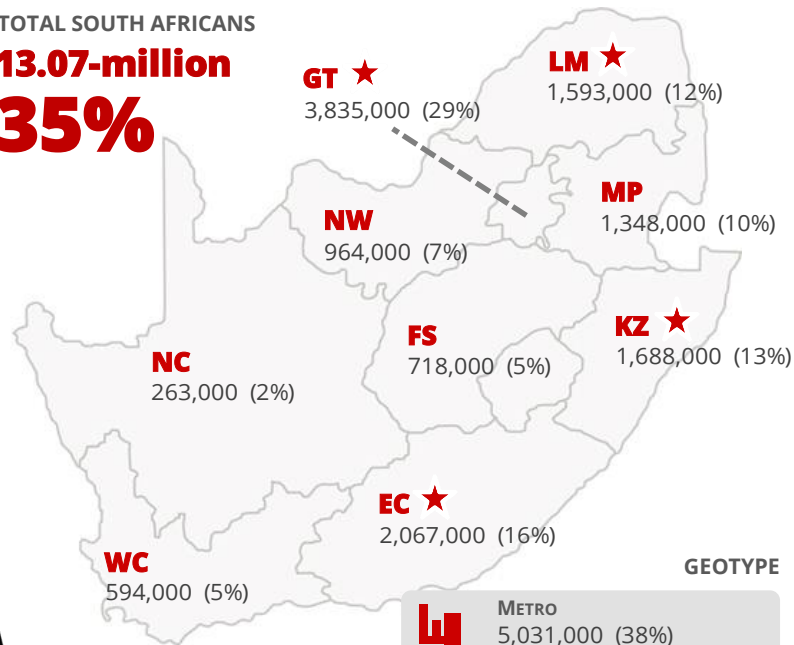 TOTAL SOUTH AFRICANS
13.07-million
35%
GT
3,835,000 (29%)
LM
1,593,000 (12%)
MP
1,348,000 (10%)
NW
964,000 (7%)
KZ
1,688,000 (13%)
FS
718,000 (5%)
NC
263,000 (2%)
EC
2,067,000 (16%)
WC
594,000 (5%)
GEOTYPE
METRO
5,031,000 (38%)